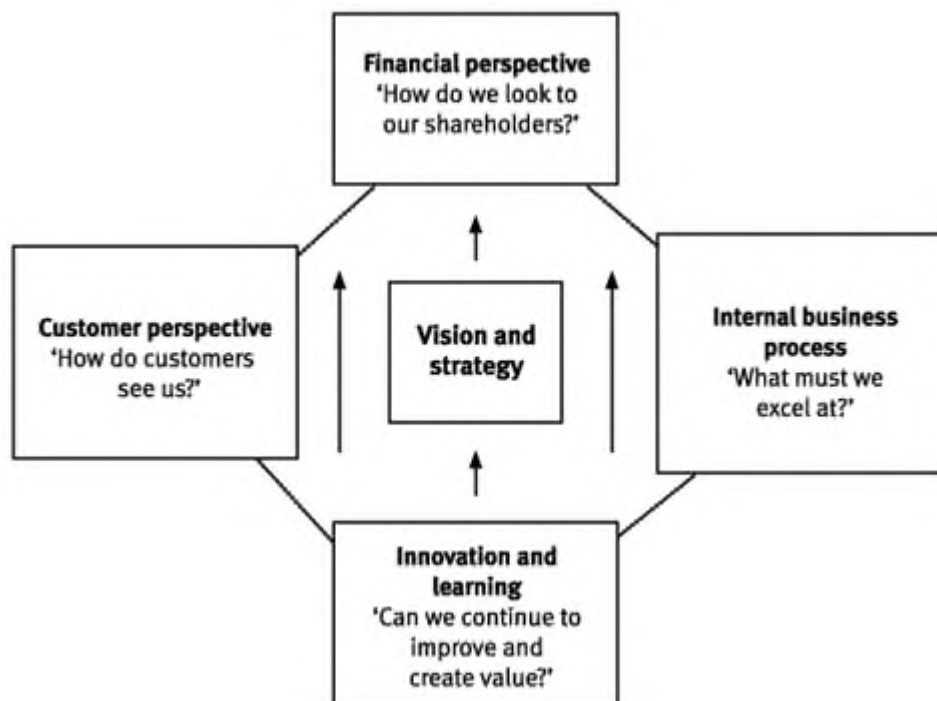 Financial perspective
‘How do we look to
our shareholders?’
Customer perspective
‘How do customers
see us?’
Vision and
strategy
Internal business
process
‘What must we
excel at?’
Innovation and
learning
‘Can we continue to
improve and
create value?’